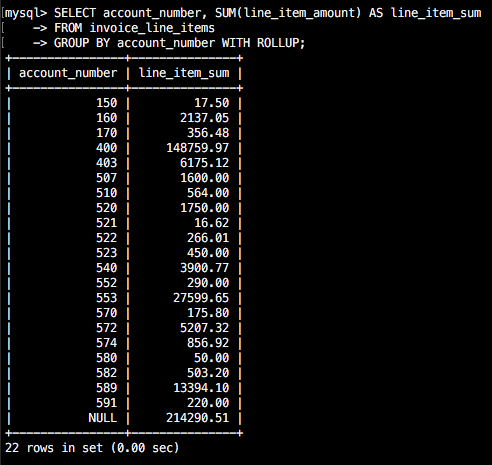 mysql> SELECT account_number, SUM(line_item_amount) AS line_item_sum
    -> FROM invoice_line_items
    -> GROUP BY account_number WITH ROLLUP;
+----------------+---------------+
| account_number | line_item_sum |
+----------------+---------------+
|            150 |         17.50 |
|            160 |       2137.05 |
|            170 |        356.48 |
|            400 |     148759.97 |
|            403 |       6175.12 |
|            507 |       1600.00 |
|            510 |        564.00 |
|            520 |       1750.00 |
|            521 |         16.62 |
|            522 |        266.01 |
|            523 |        450.00 |
|            540 |       3900.77 |
|            552 |        290.00 |
|            553 |      27599.65 |
|            570 |        175.80 |
|            572 |       5207.32 |
|            574 |        856.92 |
|            580 |         50.00 |
|            582 |        503.20 |
|            589 |      13394.10 |
|            591 |        220.00 |
|           NULL |     214290.51 |
+----------------+---------------+
22 rows in set (0.00 sec)